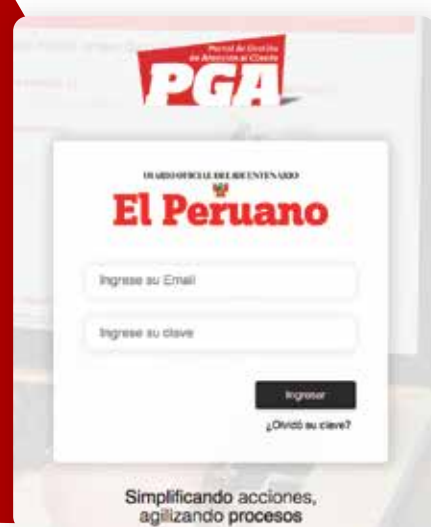 Portal de Gestión
de Atención al Cliente
PGA
DIARIO OFICIAL DEL BICENTENARIO
El Peruano
Ingrese su Email
Ingrese su clave
Ingresar
¿Olvidó su clave?
Simplificando acciones,
agilizando procesos